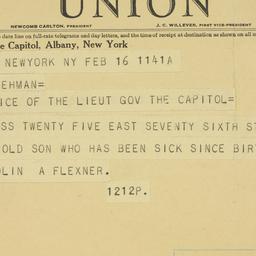 UNION
NEWCOMB CARLTON, PRESIDENT J. C. WILLEVER, FIRST VICE-PRESIDENT
date line on full-rate telegrams and day letters, and the time of receipt at destination as shown on all
e Capitol, Albany, New York
NEWYORK NY FEB 16 1141A
EHMAN=
ICE OF THE LIEUT GOV THE CAPITOL=
SS TWENTY FIVE EAST SEVENTY SIXTH S
OLD SON WHO HAS BEEN SICK SINCE BIR
OLIN A FLEXNER.
1212P.